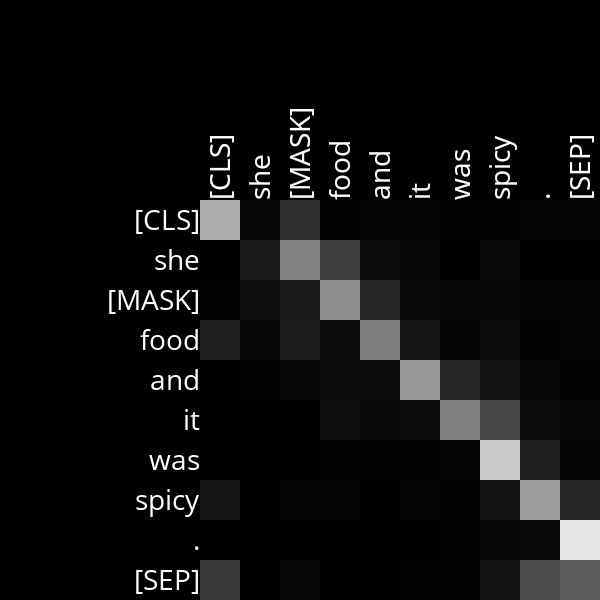 [CLS] she [MASK] food and it was spicy . [SEP]
[CLS]
she
[MASK]
food
and
it
was
spicy
.
[SEP]